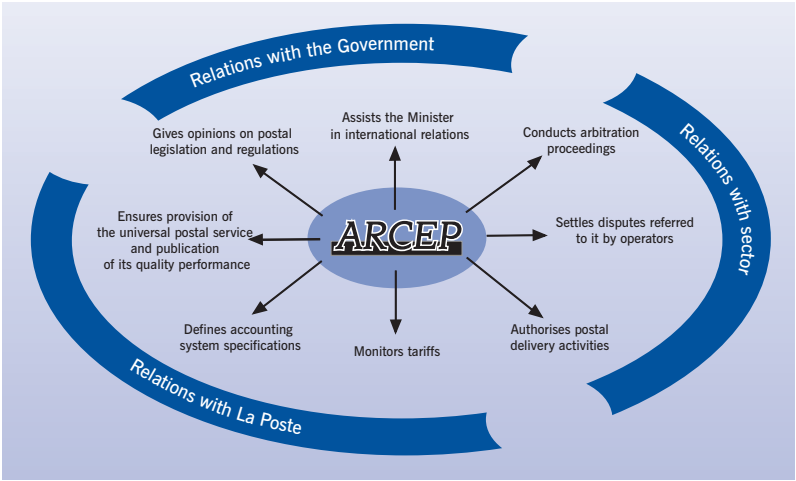 Relations with the Government
Assists the Minister
in international relations
Gives opinions on postal
legislation and regulations
Conducts arbitration
proceedings
Relations with sector
Ensures provision of
the universal postal service
and publication
of its quality performance
ARCEP
Settles disputes referred
to it by operators
Defines accounting
system specifications
Monitors tariffs
Authorises postal
delivery activities
Relations with La Poste